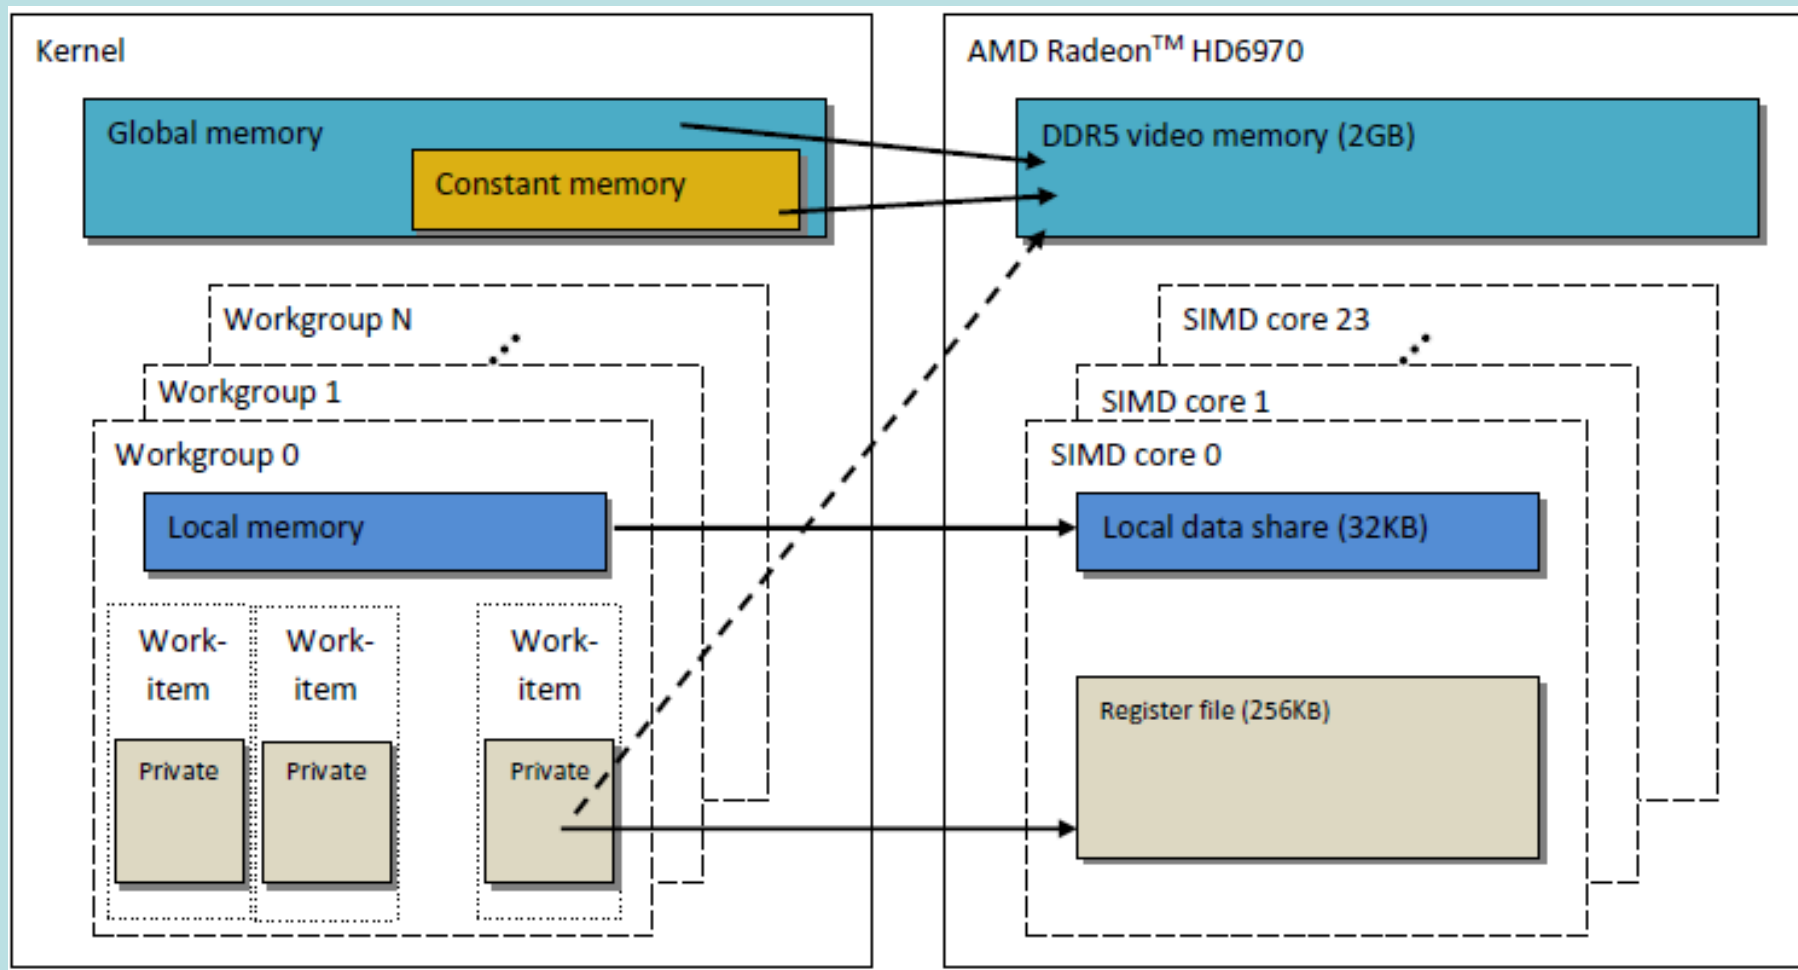 Kernel
Global memory
Constant memory
Workgroup N
Workgroup 1
Workgroup 0
Local memory
Work-
item
Private
Work-
item
Private
Work-
item
Private
AMD Radeon™ HD6970
DDR5 video memory (2GB)
SIMD core 23
SIMD core 1
SIMD core 0
Local data share (32KB)
Register file (256KB)